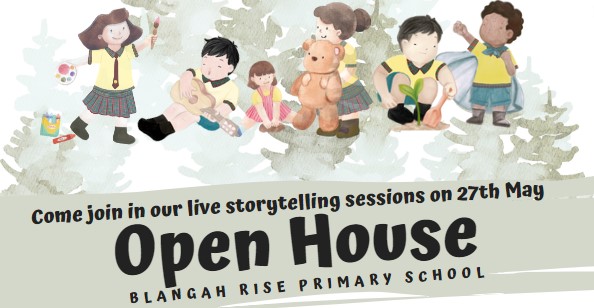 Come join in our live storytelling sessions on 27th May
Open House
BLANGAH RISE PRIMARY SCHOOL